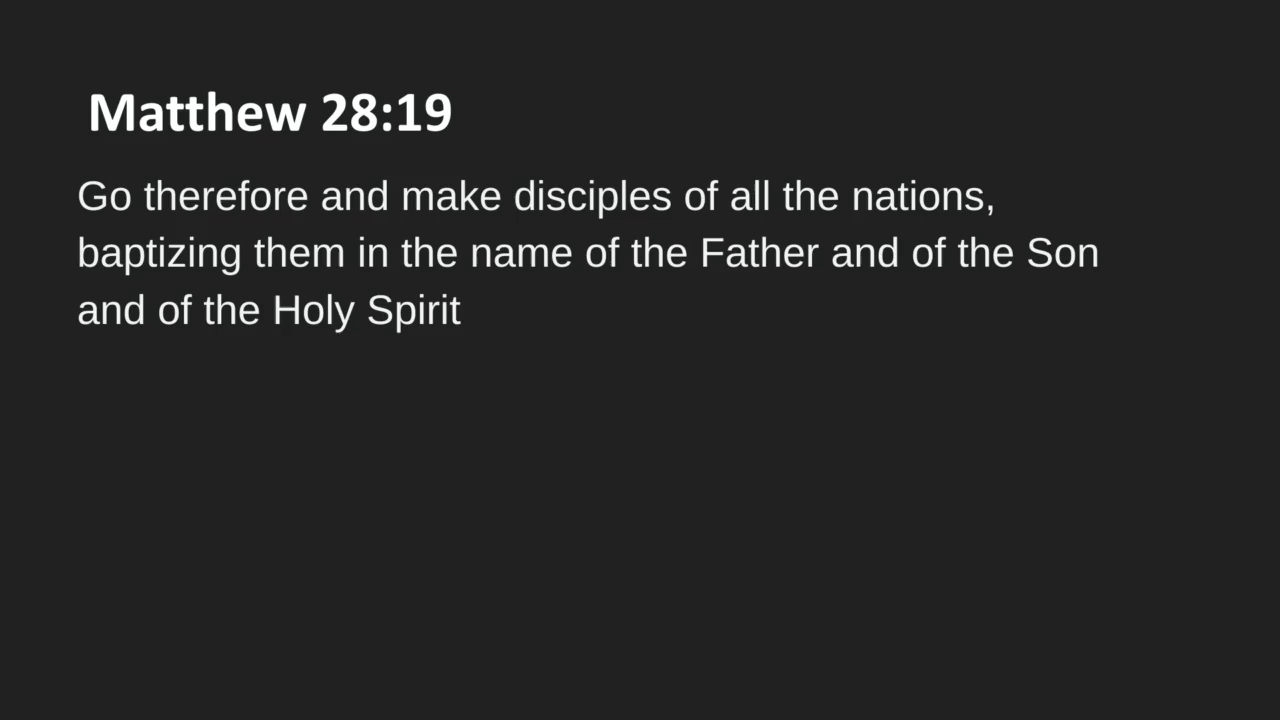 Matthew 28:19
Go therefore and make disciples of all the nations,
baptizing them in the name of the Father and of the Son
and of the Holy Spirit